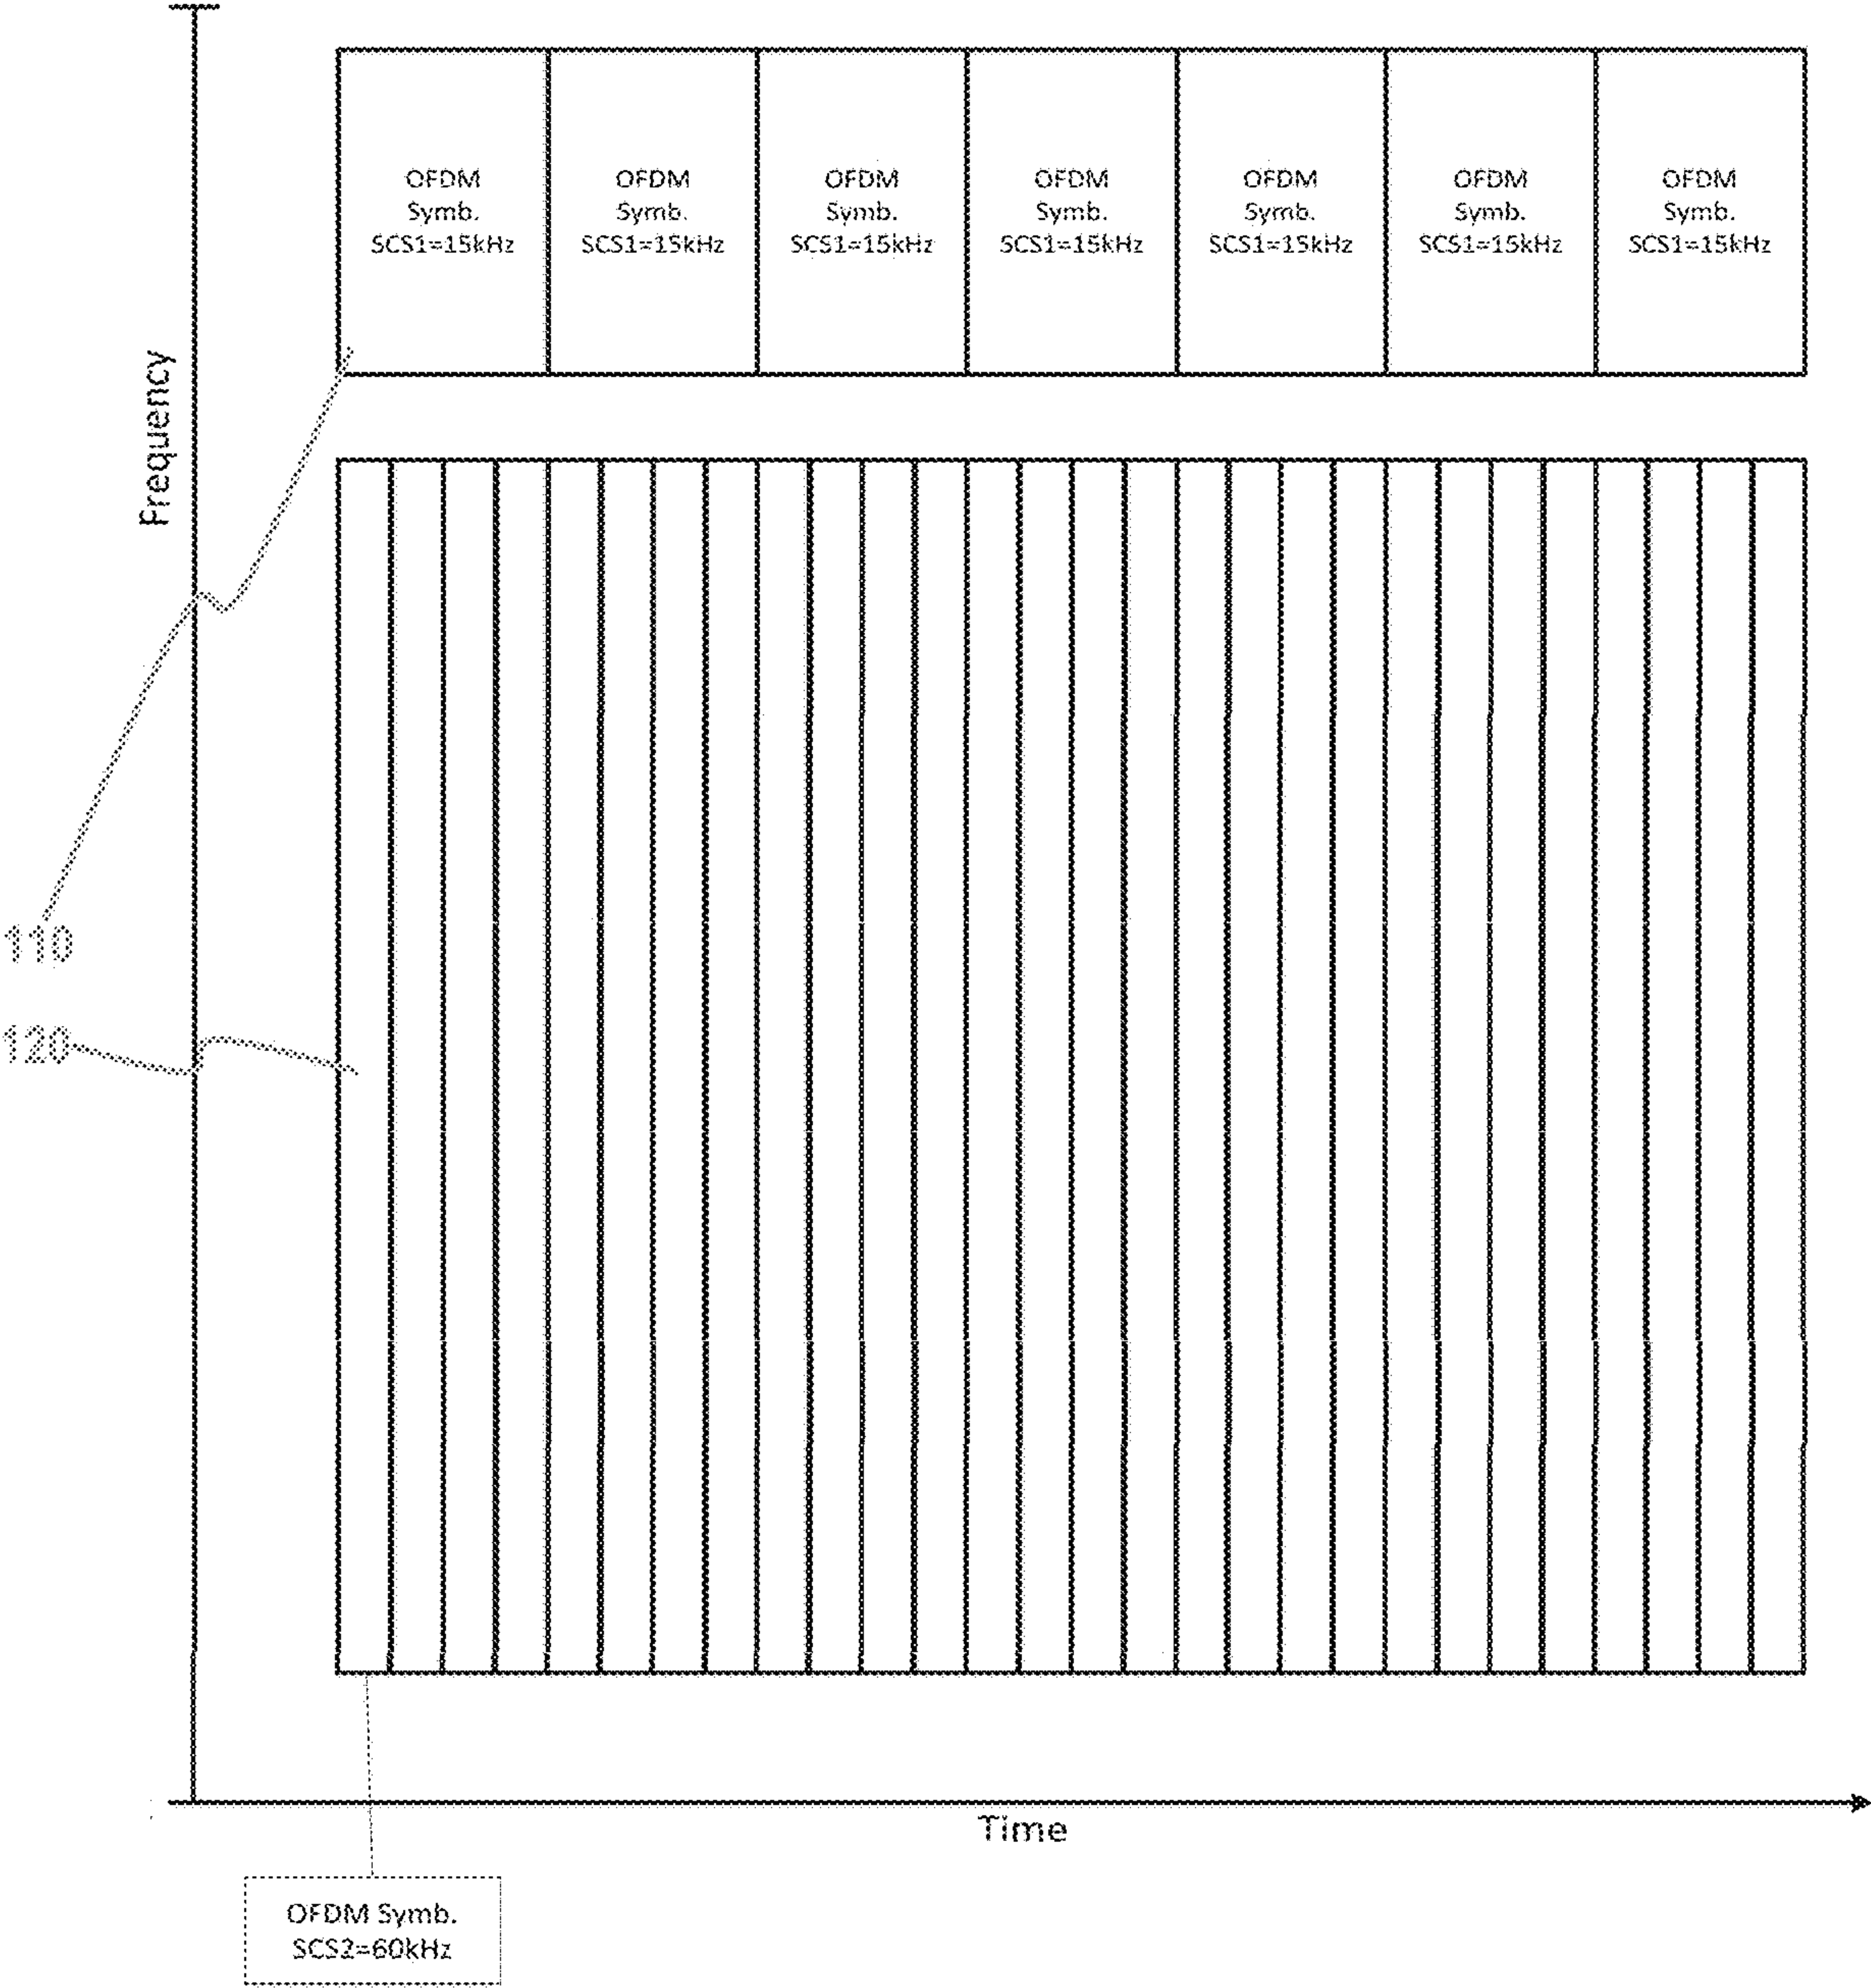 OFDM
Symb.
SCS1=15kHz
OFDM
Symb.
SCS1=15kHz
OFDM
Symb.
SCS1=15kHz
OFDM
Symb.
SCS1=15kHz
OFDM
Symb.
SCS1=15kHz
OFDM
Symb.
SCS1=15kHz
OFDM
Symb.
SCS1=15kHz
Frequency
110
120
Time
OFDM Symb.
SCS2=60kHz